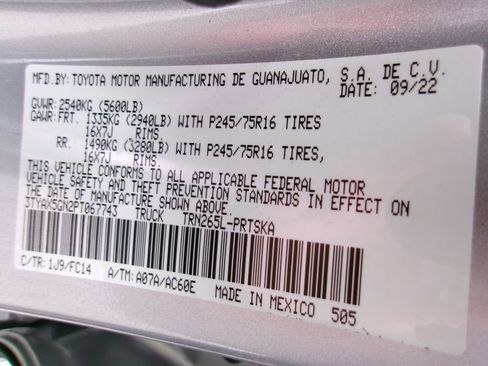 MFD. BY: TOYOTA MOTOR MANUFACTURING DE GUANAJUATO, S.A. DE C.V.
DATE: 09/22
GVWR: 2540KG (5600LB)
GAWR: FRT. 1335KG (2940LB) WITH P245/75R16 TIRES
16X7J RIMS.
RR. 1490KG (3280LB) WITH P245/75R16 TIRES,
16X7J RIMS.
THIS VEHICLE CONFORMS TO ALL APPLICABLE FEDERAL MOTOR
VEHICLE SAFETY AND THEFT PREVENTION STANDARDS IN EFFECT ON
THE DATE OF MANUFACTURE SHOWN ABOVE.
3TYAX5GN2PT067743 TRUCK TRN265L-PRTSKA
C/TR: 1J9/FC14 A/TM: A07A/AC60E MADE IN MEXICO 505